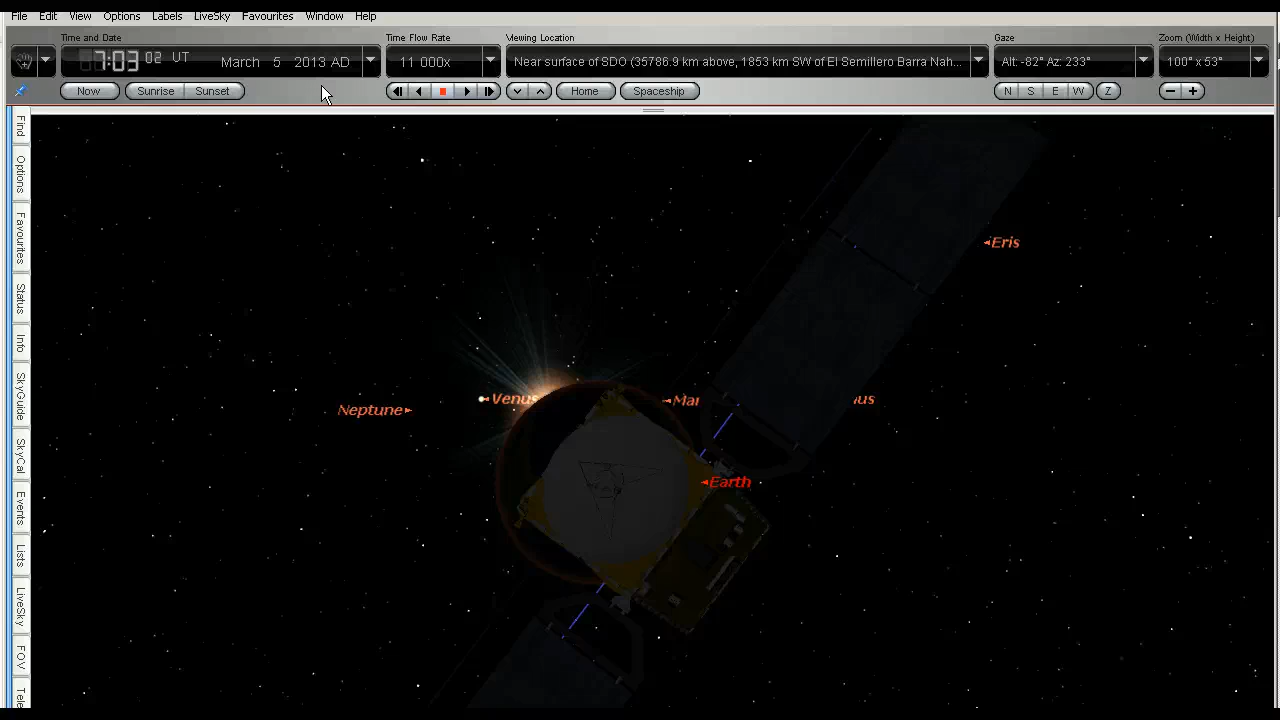 File Edit View Options Labels LiveSky Favourites Window Help
Time and Date Time Flow Rate Viewing Location Gaze Zoom (Width x Height)
7:03 02 UT March 5 2013 AD 11 000x Near surface of SDO (35786.9 km above, 1853 km SW of El Semillero Barra Nah... Alt: -82° Az: 233° 100° x 53°
Now Sunrise Sunset Home Spaceship N S E W Z
Find
Options
Favourites
Status
Info
SkyGuide
SkyCal
Events
Lists
LiveSky
FOV
Tele
Eris
Neptune
Venus
Mar
us
Earth